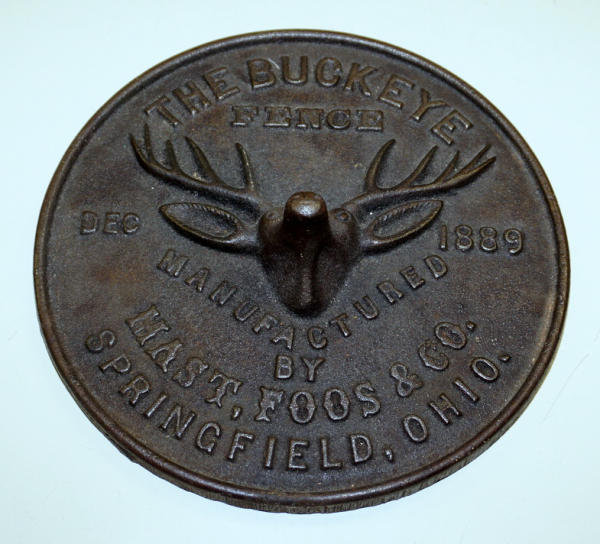 THE BUCKEYE
FENCE
DEC 1889
MANUFACTURED
BY
MAST, FOOS & CO.
SPRINGFIELD, OHIO.